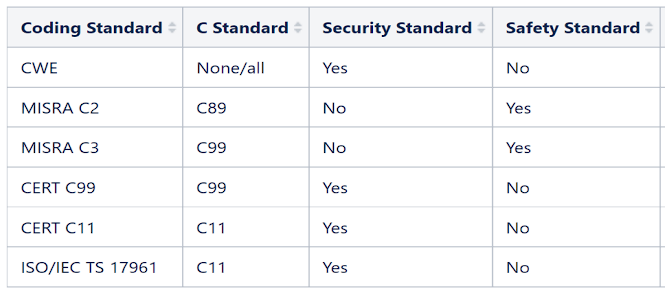 Coding Standard C Standard Security Standard Safety Standard
CWE None/all Yes No
MISRA C2 C89 No Yes
MISRA C3 C99 No Yes
CERT C99 C99 Yes No
CERT C11 C11 Yes No
ISO/IEC TS 17961 C11 Yes No